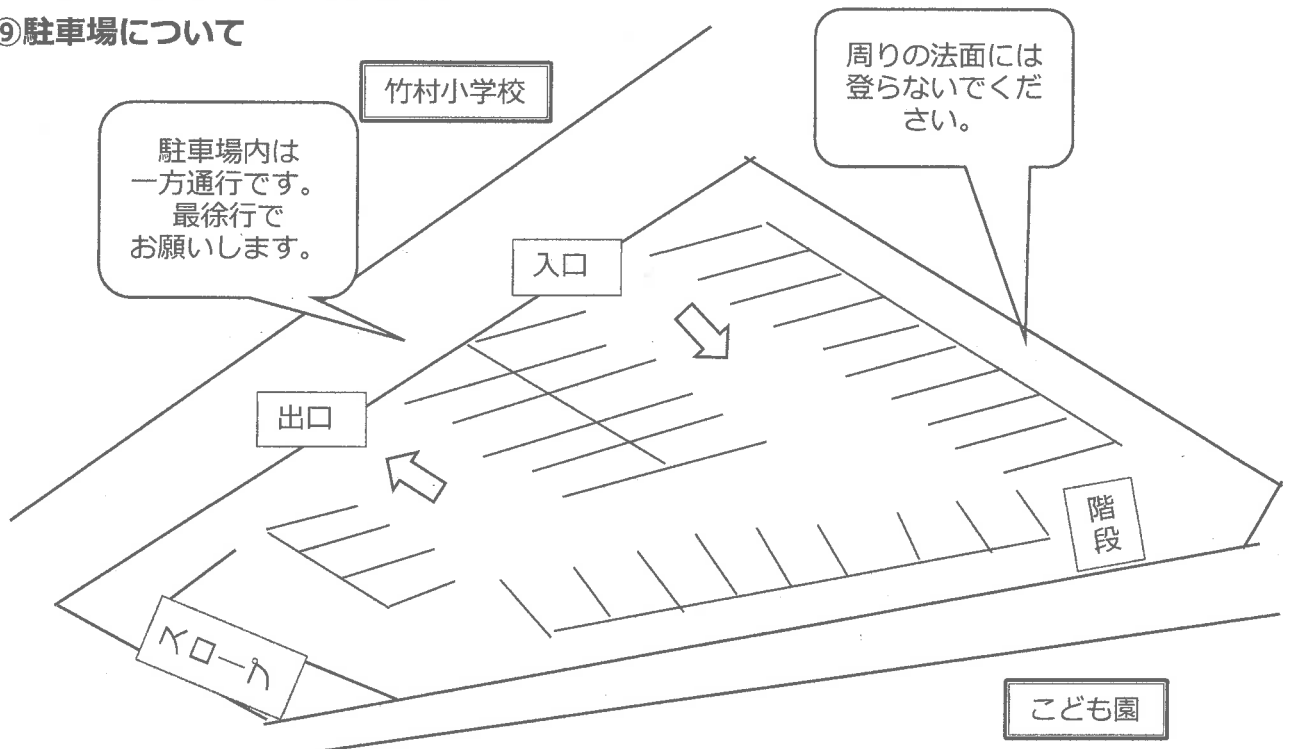 ⑨駐車場について
竹村小学校
周りの法面には
登らないでくだ
さい。
駐車場内は
一方通行です。
最徐行で
お願いします。
入口
出口
階段
スロープ
こども園